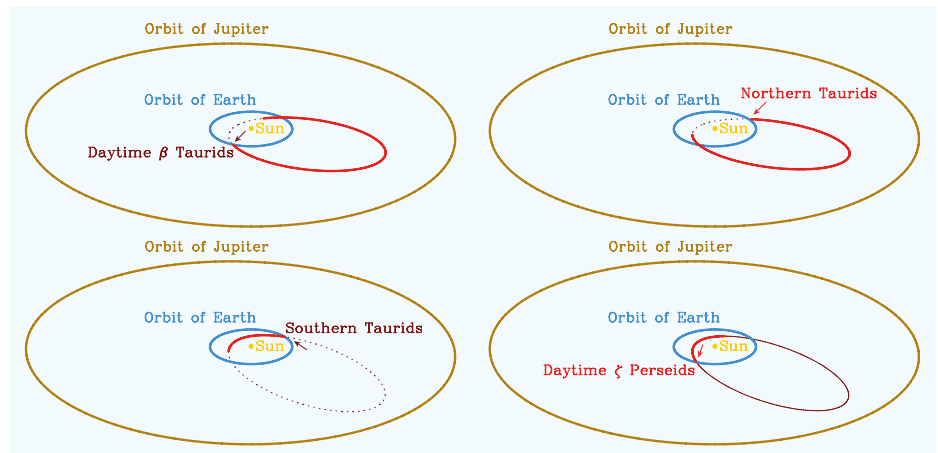 Orbit of Jupiter
Orbit of Earth
Sun
Daytime β Taurids
Orbit of Jupiter
Northern Taurids
Orbit of Earth
Sun
Orbit of Jupiter
Orbit of Earth
Southern Taurids
Sun
Orbit of Jupiter
Orbit of Earth
Sun
Daytime ζ Perseids